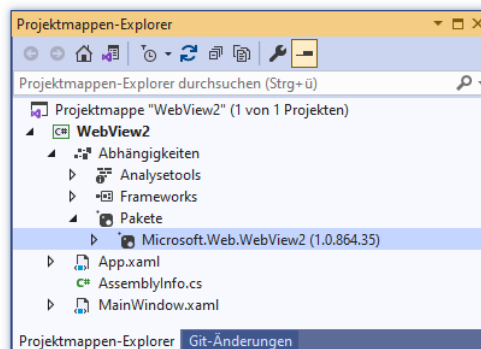 Projektmappen-Explorer
Projektmappen-Explorer durchsuchen (Strg+ü)
Projektmappe "WebView2" (1 von 1 Projekten)
C# WebView2
Abhängigkeiten
Analysetools
Frameworks
Pakete
Microsoft.Web.WebView2 (1.0.864.35)
App.xaml
C# AssemblyInfo.cs
MainWindow.xaml
Projektmappen-Explorer Git-Änderungen